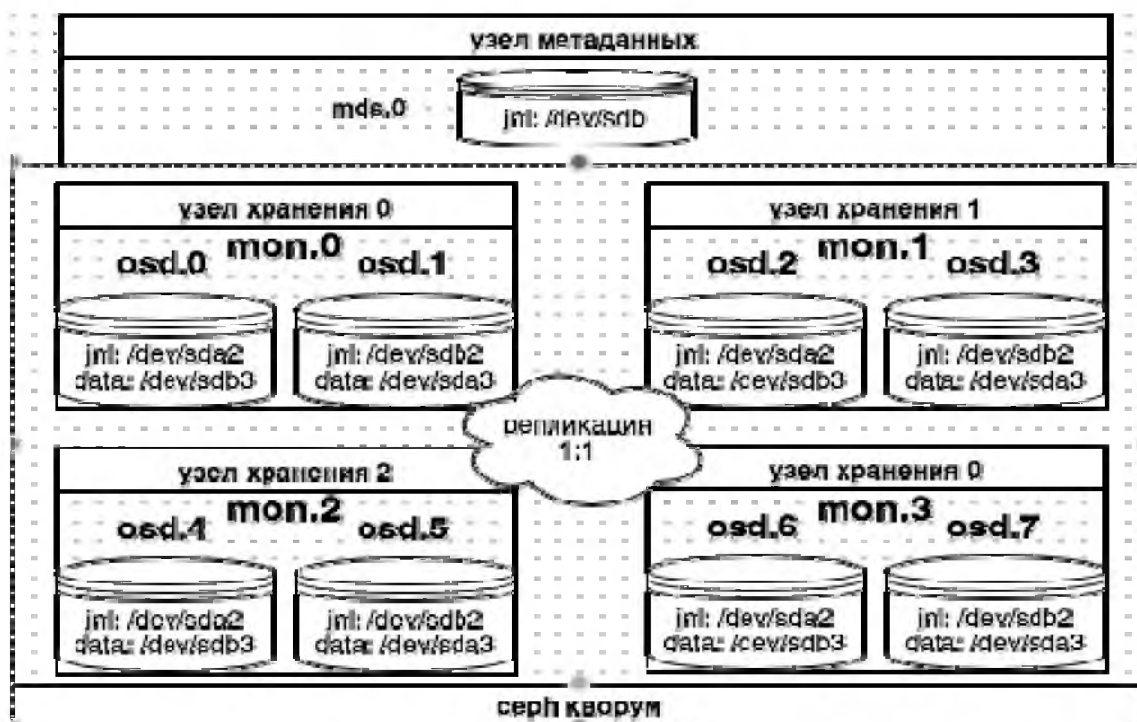 узел метаданных
mds.0
jnl: /dev/sdb
узел хранения 0
mon.0
osd.0
osd.1
jnl: /dev/sda2
data: /dev/sdb3
jnl: /dev/sdb2
data: /dev/sda3
узел хранения 1
mon.1
osd.2
osd.3
jnl: /dev/sda2
data: /cev/sdb3
jnl: /dev/sdb2
data: /dev/sda3
репликация
1:1
узел хранения 2
mon.2
osd.4
osd.5
jnl: /dev/sda2
data: /dev/sdb3
jnl: /dev/sdb2
data: /dev/sda3
узел хранения 0
mon.3
osd.6
osd.7
jnl: /dev/sda2
data: /cev/sdb3
jnl: /dev/sdb2
data: /dev/sda3
ceph кворум